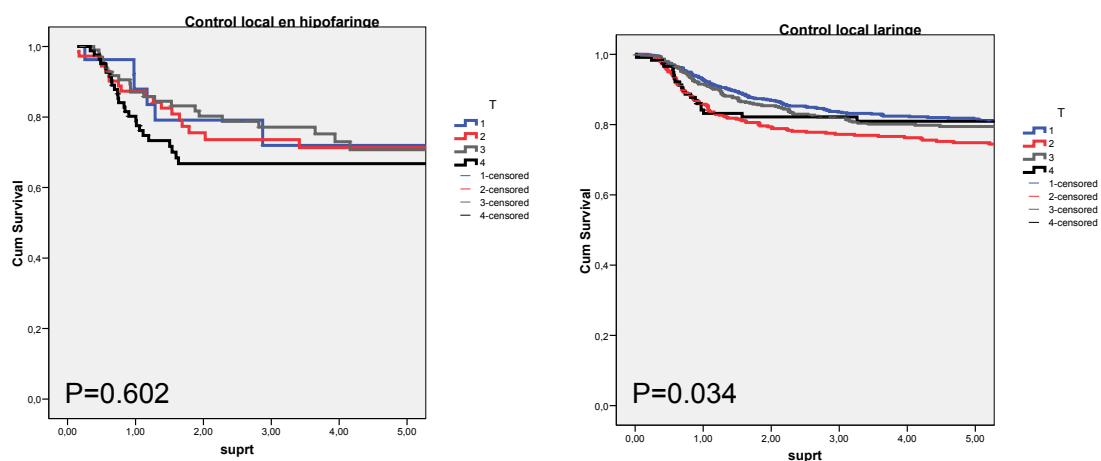 Control local en hipofaringe
1,0
0,8
0,6
0,4
0,2
0,0
Cum Survival
P=0.602
0,00 1,00 2,00 3,00 4,00 5,00
suprt
T
1
2
3
4
1-censored
2-censored
3-censored
4-censored
Control local laringe
1,0
0,8
0,6
0,4
0,2
0,0
Cum Survival
P=0.034
0,00 1,00 2,00 3,00 4,00 5,00
suprt
T
1
2
3
4
1-censored
2-censored
3-censored
4-censored